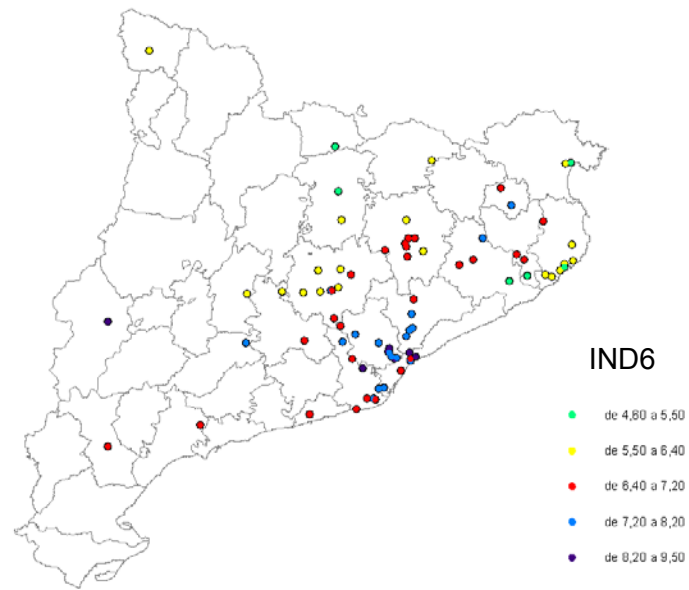 IND6
de 4,60 a 5,50
de 5,50 a 6,40
de 6,40 a 7,20
de 7,20 a 8,20
de 8,20 a 9,50